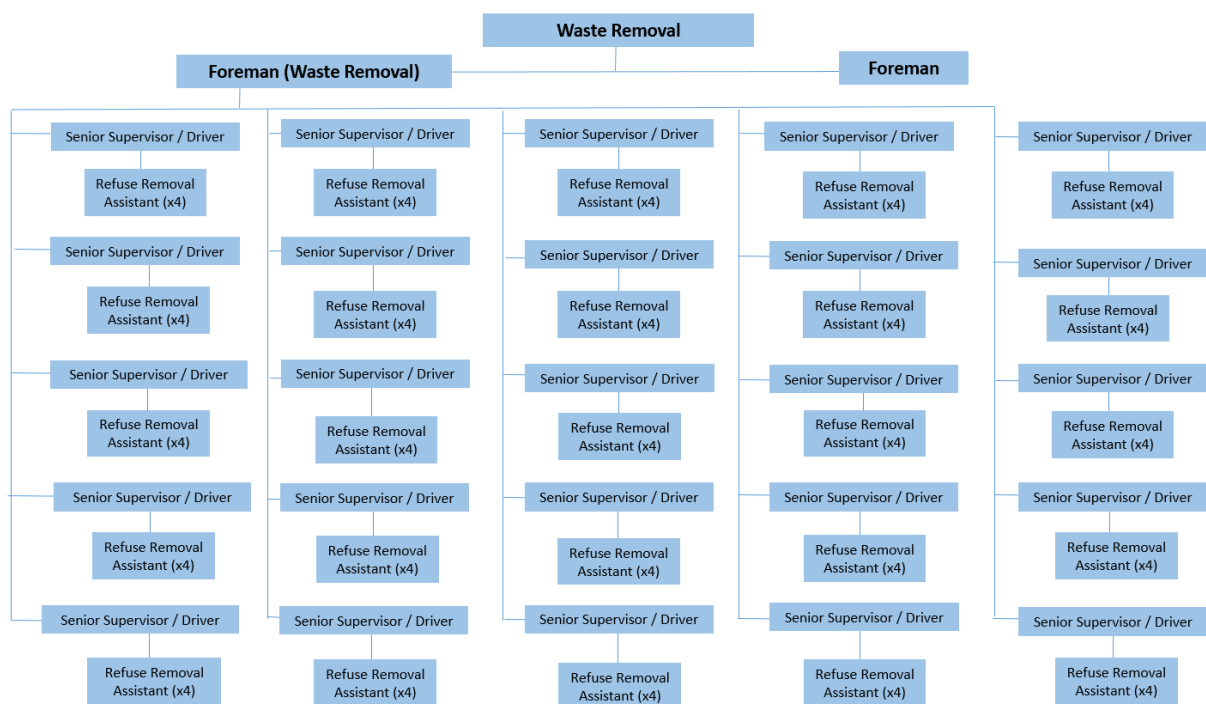 Waste Removal
Foreman (Waste Removal)
Foreman
Senior Supervisor / Driver
Senior Supervisor / Driver
Senior Supervisor / Driver
Senior Supervisor / Driver
Senior Supervisor / Driver
Refuse Removal
Assistant (x4)
Refuse Removal
Assistant (x4)
Refuse Removal
Assistant (x4)
Refuse Removal
Assistant (x4)
Refuse Removal
Assistant (x4)
Senior Supervisor / Driver
Senior Supervisor / Driver
Senior Supervisor / Driver
Senior Supervisor / Driver
Senior Supervisor / Driver
Refuse Removal
Assistant (x4)
Refuse Removal
Assistant (x4)
Refuse Removal
Assistant (x4)
Refuse Removal
Assistant (x4)
Refuse Removal
Assistant (x4)
Senior Supervisor / Driver
Senior Supervisor / Driver
Senior Supervisor / Driver
Senior Supervisor / Driver
Senior Supervisor / Driver
Refuse Removal
Assistant (x4)
Refuse Removal
Assistant (x4)
Refuse Removal
Assistant (x4)
Refuse Removal
Assistant (x4)
Refuse Removal
Assistant (x4)
Senior Supervisor / Driver
Senior Supervisor / Driver
Senior Supervisor / Driver
Senior Supervisor / Driver
Senior Supervisor / Driver
Refuse Removal
Assistant (x4)
Refuse Removal
Assistant (x4)
Refuse Removal
Assistant (x4)
Refuse Removal
Assistant (x4)
Refuse Removal
Assistant (x4)
Senior Supervisor / Driver
Senior Supervisor / Driver
Senior Supervisor / Driver
Senior Supervisor / Driver
Senior Supervisor / Driver
Refuse Removal
Assistant (x4)
Refuse Removal
Assistant (x4)
Refuse Removal
Assistant (x4)
Refuse Removal
Assistant (x4)
Refuse Removal
Assistant (x4)